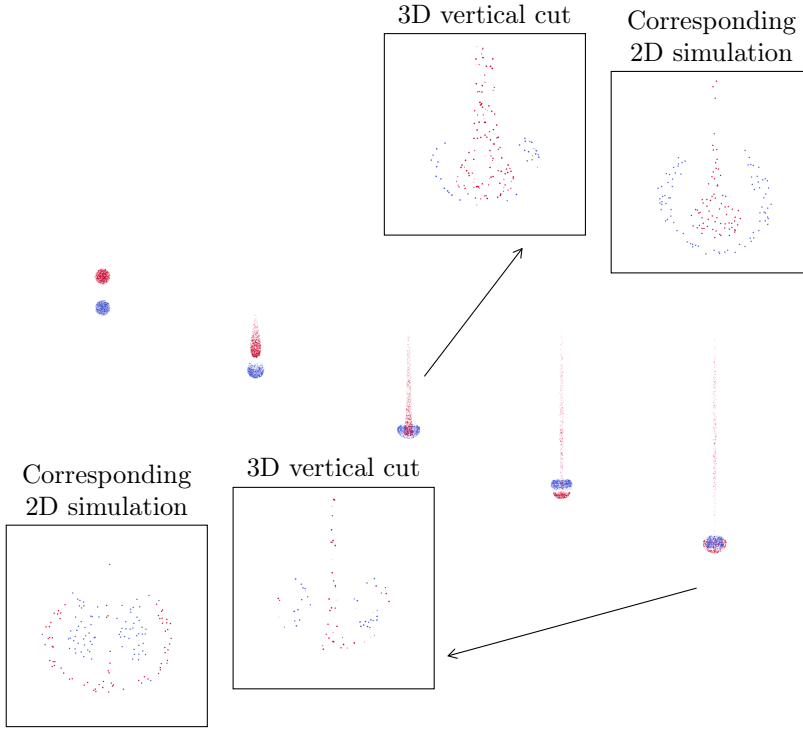 3D vertical cut
Corresponding
2D simulation
Corresponding
2D simulation
3D vertical cut